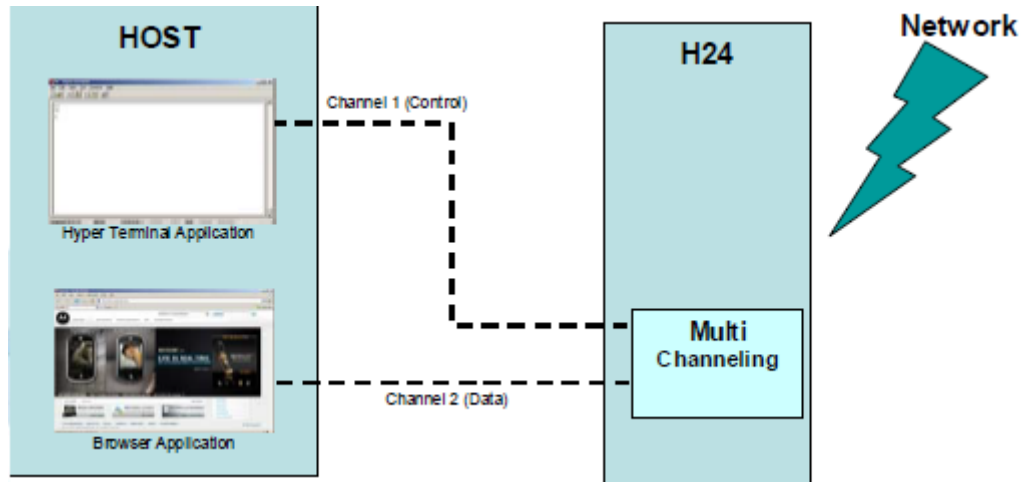 HOST
Hyper Terminal Application
Browser Application
Channel 1 (Control)
Channel 2 (Data)
H24
Multi
Channeling
Network